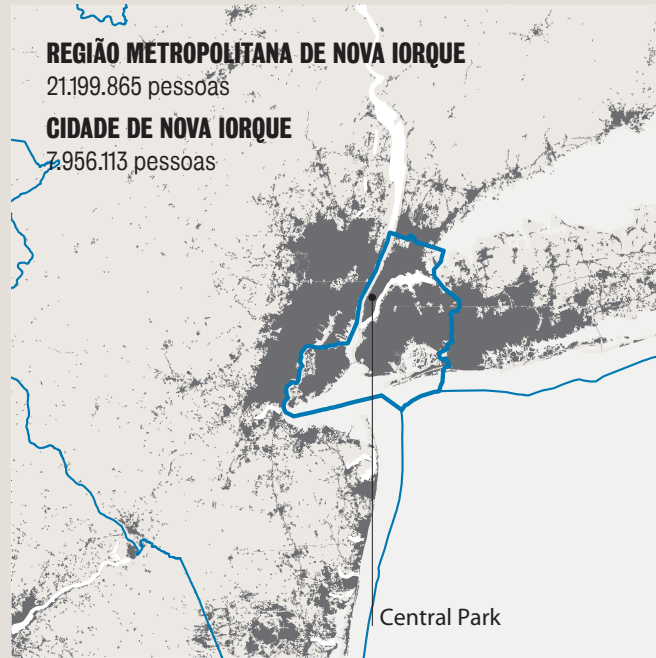 REGIÃO METROPOLITANA DE NOVA IORQUE
21.199.865 pessoas
CIDADE DE NOVA IORQUE
7.956.113 pessoas
Central Park